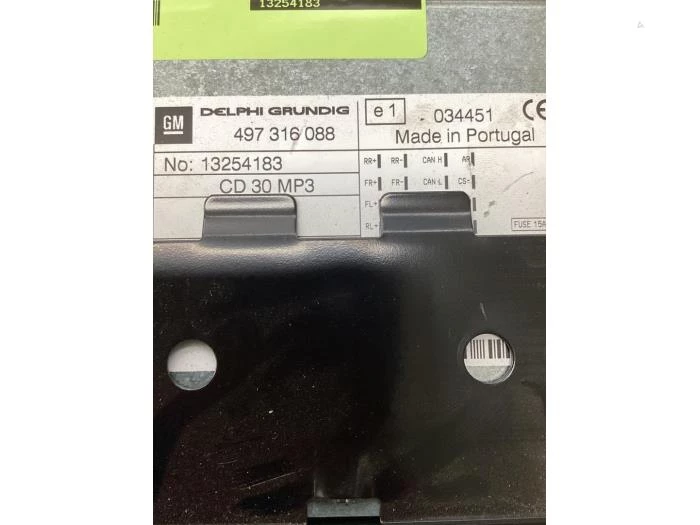 13254183
GM DELPHI GRUNDIG
497 316 088
No: 13254183
CD 30 MP3
e1 034451 CE
Made in Portugal
RR+ RR- CAN H AR
FR+ FR- CAN L CS-
FL+
RL+
FUSE 15A